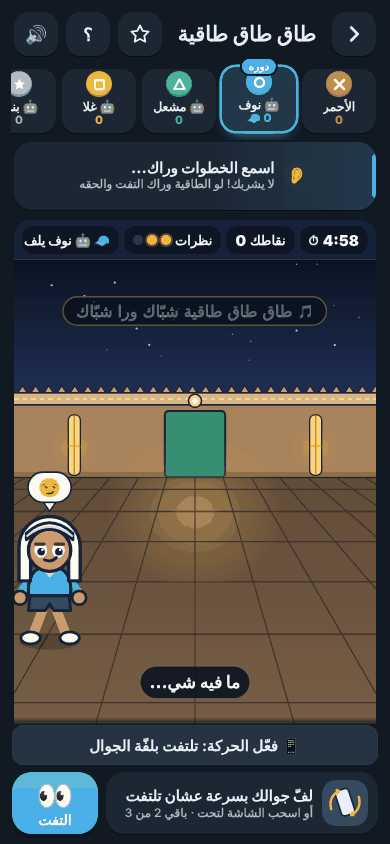 طاق طاق طاقية
؟
دوره
الأحمر
0
نوف
0
مشعل
0
غلا
0
0
اسمع الخطوات وراك...
لا يشربك! لو الطاقية وراك التفت والحقه
4:58
نقاطك 0
نظرات
نوف يلف
طاق طاق طاقية شبّاك ورا شبّاك
ما فيه شي...
فعّل الحركة: تلتفت بلفّة الجوال
لفّ جوالك بسرعة عشان تلتفت
أو اسحب الشاشة لتحت · باقي 2 من 3
التفت